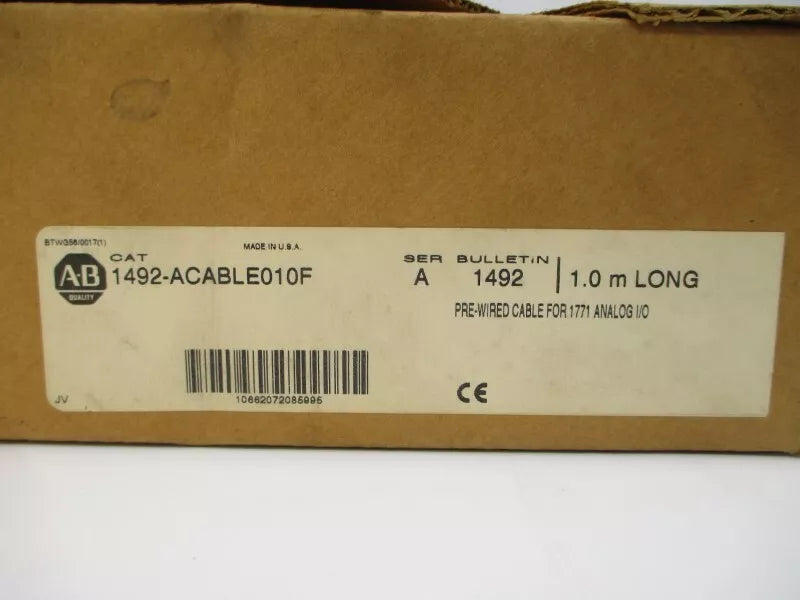 BTWG56/0017(1)
MADE IN U.S.A.
CAT SER BULLETIN
A-B QUALITY
1492-ACABLE010F A 1492 1.0 m LONG
PRE-WIRED CABLE FOR 1771 ANALOG I/O
10662072085995
CE
JV